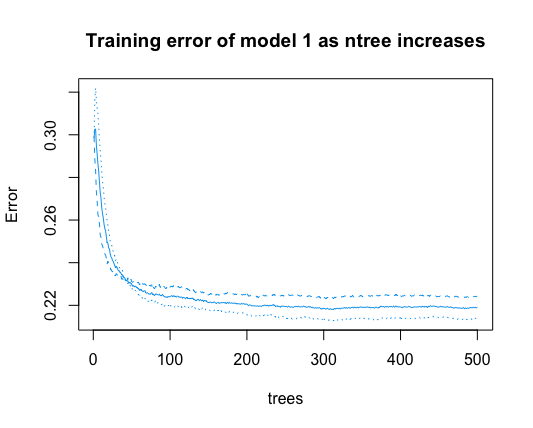 Training error of model 1 as ntree increases
Error
0.30
0.26
0.22
0 100 200 300 400 500
trees